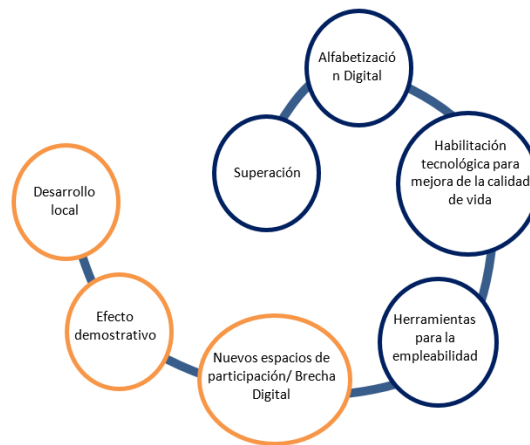 Alfabetizació
n Digital
Habilitación
tecnológica para
mejora de la calidad
de vida
Superación
Desarrollo
local
Efecto
demostrativo
Nuevos espacios de
participación/ Brecha
Digital
Herramientas
para la
empleabilidad